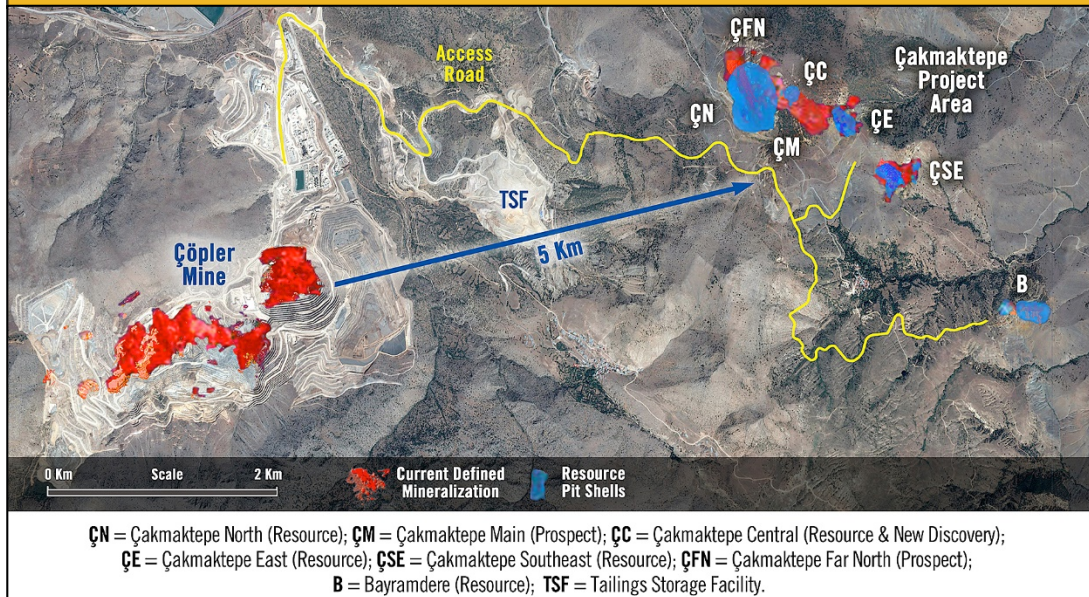 ÇFN
Access
Road
ÇC
Çakmaktepe
Project
Area
ÇN
ÇE
ÇM
ÇSE
TSF
5 Km
Çöpler
Mine
B
0 Km Scale 2 Km
Current Defined
Mineralization
Resource
Pit Shells
ÇN = Çakmaktepe North (Resource); ÇM = Çakmaktepe Main (Prospect); ÇC = Çakmaktepe Central (Resource & New Discovery);
ÇE = Çakmaktepe East (Resource); ÇSE = Çakmaktepe Southeast (Resource); ÇFN = Çakmaktepe Far North (Prospect);
B = Bayramdere (Resource); TSF = Tailings Storage Facility.